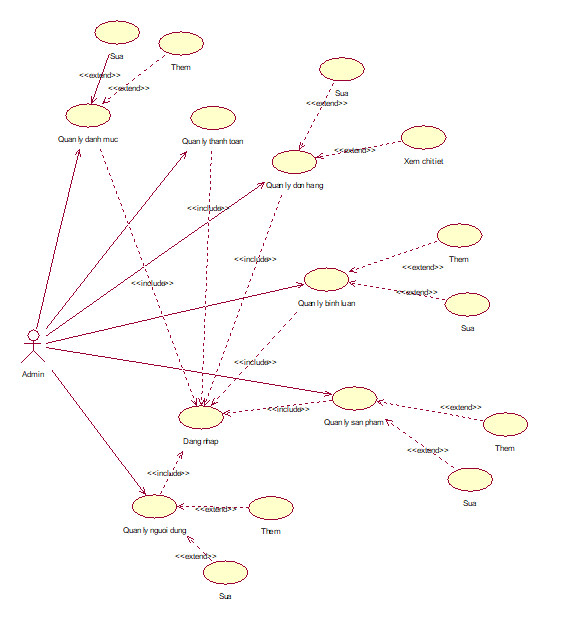 Sua
Them
<<extend>>
<<extend>>
Sua
<<extend>>
Quan ly danh muc
Quan ly thanh toan
<<extend>>
Xem chi tiet
Quan ly don hang
<<include>>
Them
<<include>>
<<extend>>
<<include>>
<<extend>>
Quan ly binh luan
Sua
<<include>>
Admin
<<include>>
<<extend>>
Quan ly san pham
Dang nhap
Them
<<extend>>
<<include>>
Sua
<<extend>>
Quan ly nguoi dung
Them
<<extend>>
Sua